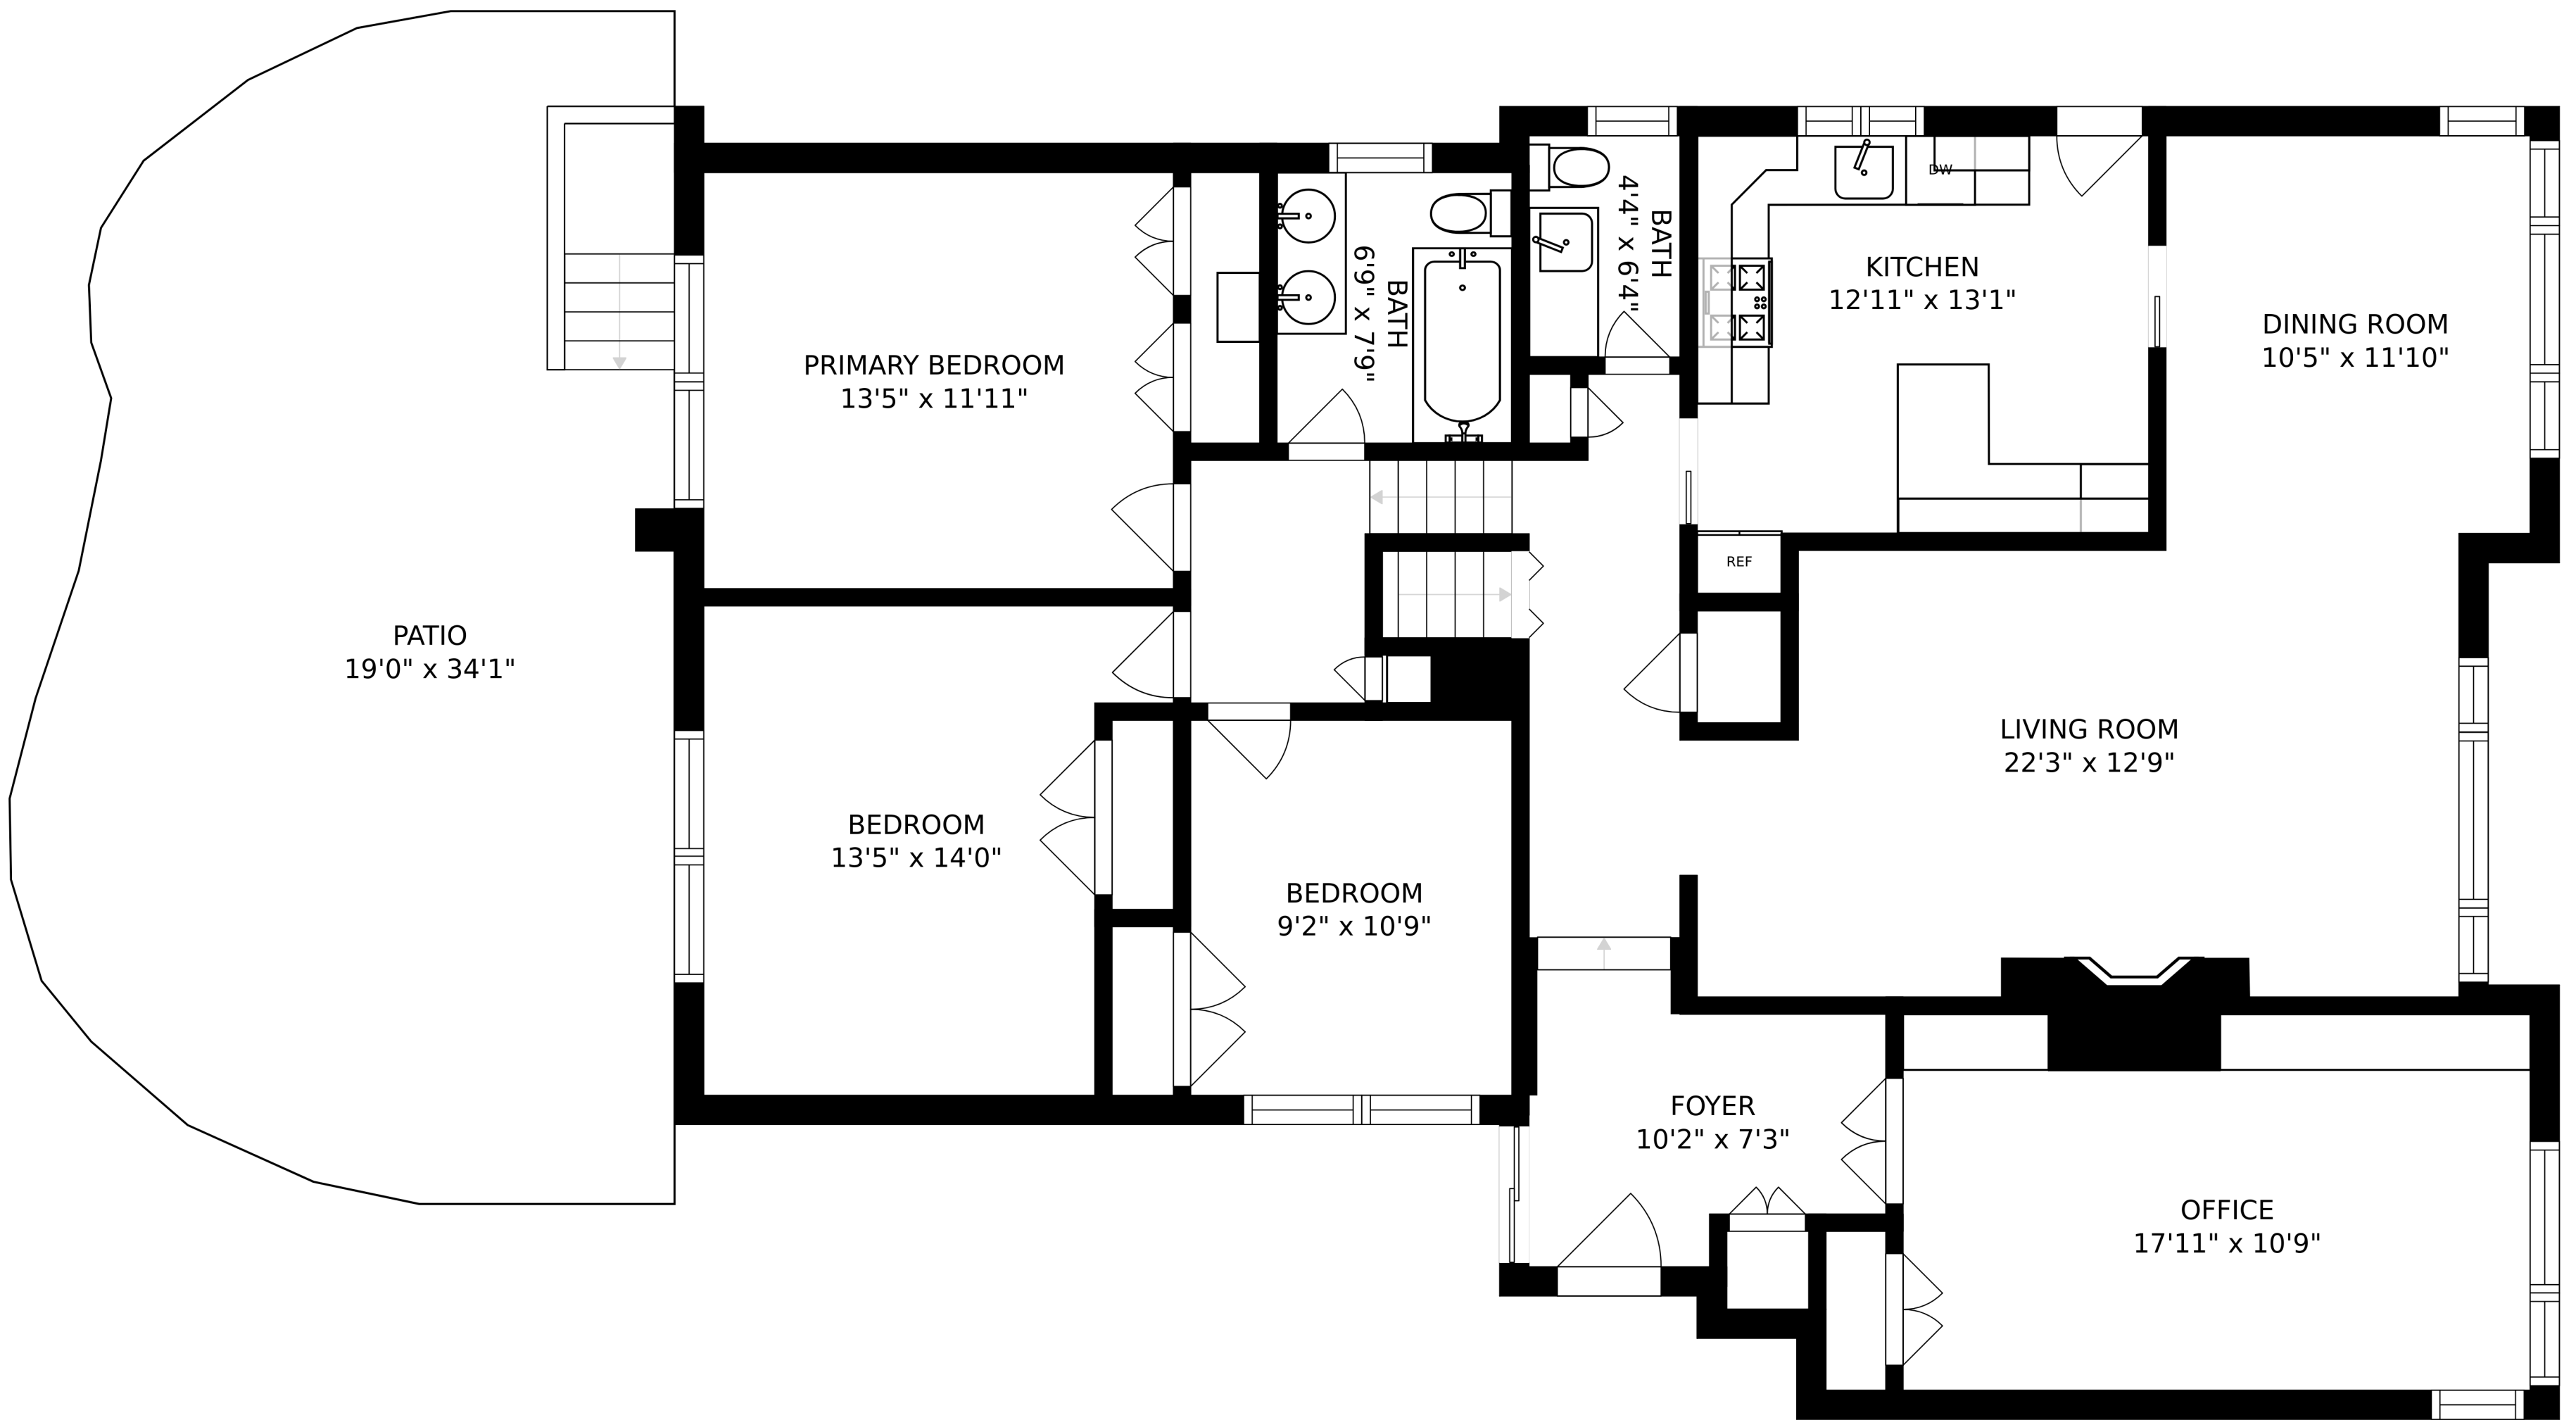 PRIMARY BEDROOM
13'5" x 11'11"
BATH
6'9" x 7'9"
BATH
4'4" x 6'4"
DW
KITCHEN
12'11" x 13'1"
DINING ROOM
10'5" x 11'10"
REF
PATIO
19'0" x 34'1"
LIVING ROOM
22'3" x 12'9"
BEDROOM
13'5" x 14'0"
BEDROOM
9'2" x 10'9"
FOYER
10'2" x 7'3"
OFFICE
17'11" x 10'9"